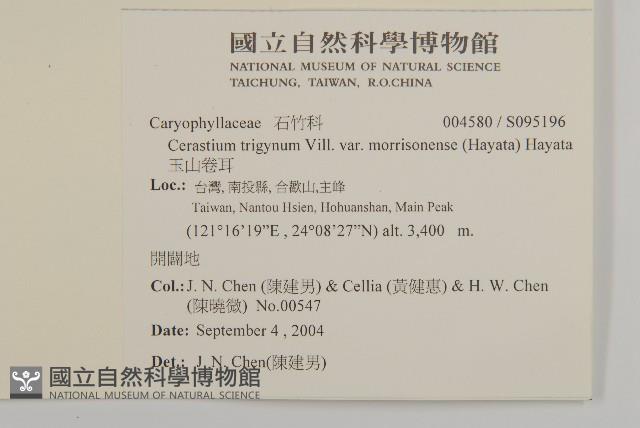 國立自然科學博物館
NATIONAL MUSEUM OF NATURAL SCIENCE
TAICHUNG, TAIWAN, R.O.CHINA
Caryophyllaceae 石竹科 004580 / S095196
Cerastium trigynum Vill. var. morrisonense (Hayata) Hayata
玉山卷耳
Loc.: 台灣, 南投縣, 合歡山,主峰
Taiwan, Nantou Hsien, Hohuanshan, Main Peak
(121°16'19”E , 24°08'27”N) alt. 3,400 m.
開闊地
Col.: J. N. Chen (陳建男) & Cellia (黃健惠) & H. W. Chen
(陳曉微) No.00547
Date: September 4 , 2004
Det.: J. N. Chen(陳建男)
國立自然科學博物館
NATIONAL MUSEUM OF NATURAL SCIENCE